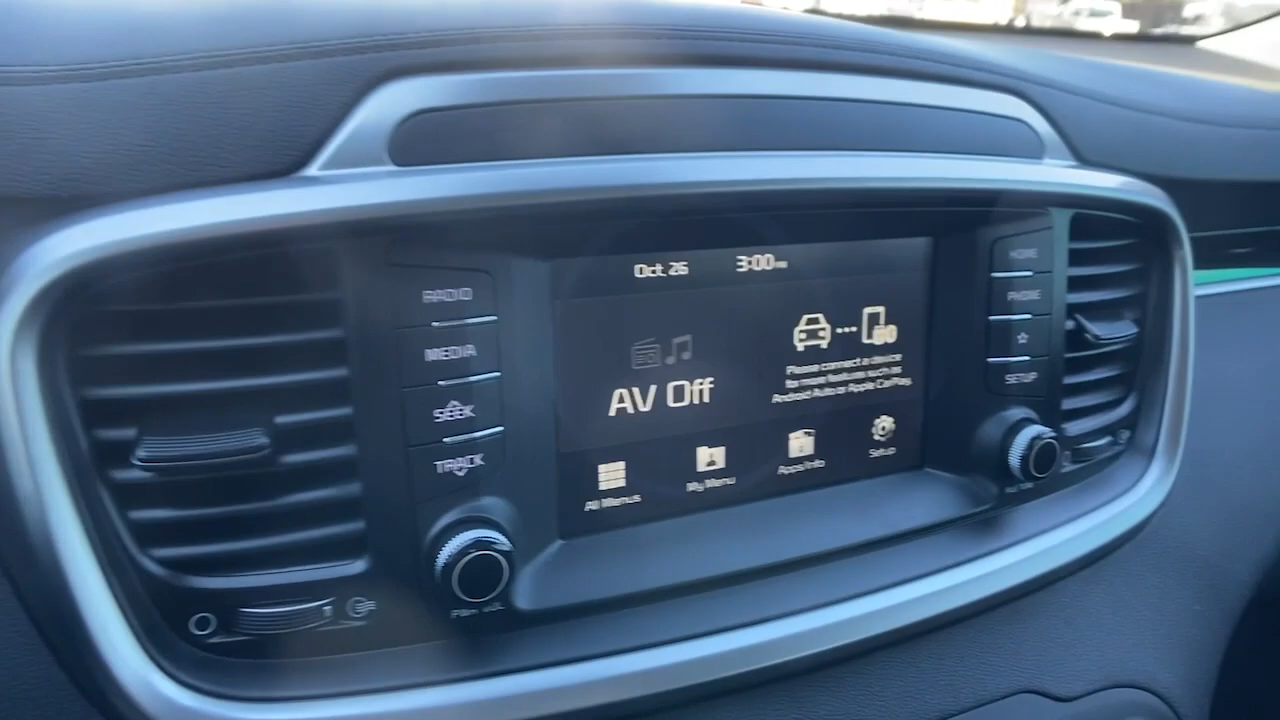 Oct. 26 3:00
RADIO
MEDIA
SEEK
TRACK
AV Off
Please connect a device
for more features such as
Android Auto or Apple CarPlay.
All Menus
My Menu
Apps/Info
Setup
HOME
PHONE
SETUP